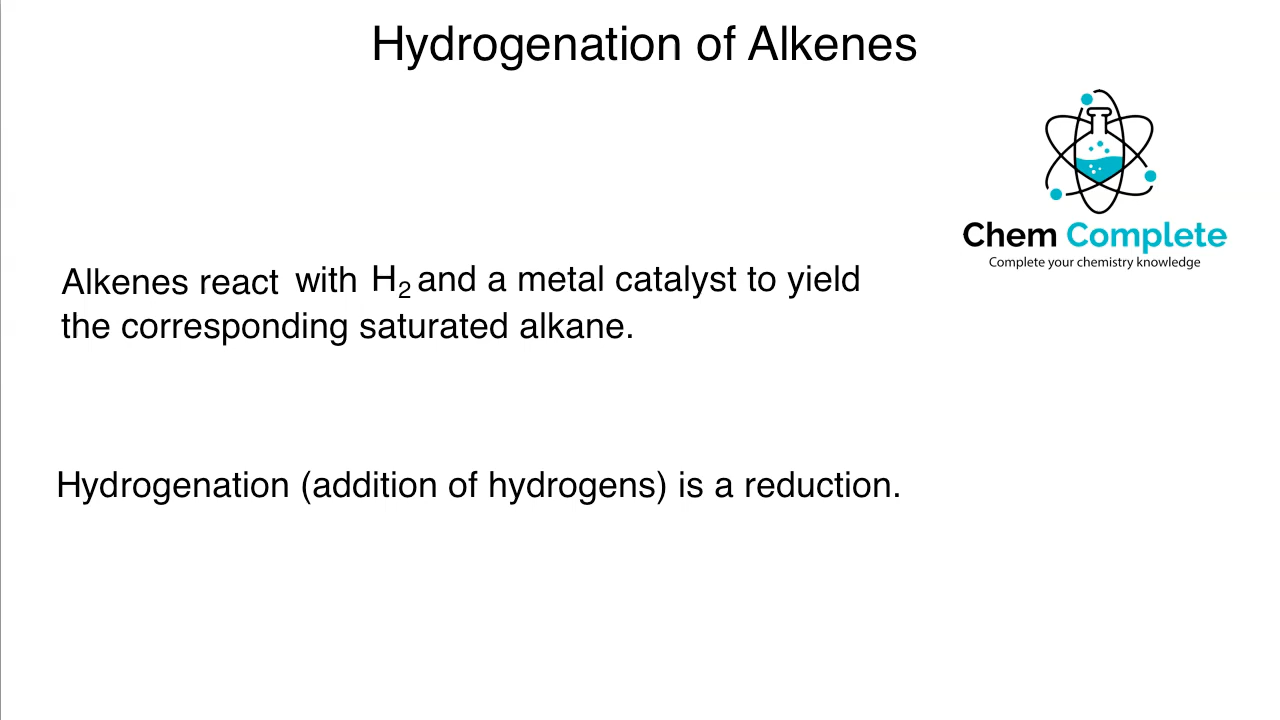 Hydrogenation of Alkenes
Chem Complete
Complete your chemistry knowledge
Alkenes react with H₂ and a metal catalyst to yield
the corresponding saturated alkane.
Hydrogenation (addition of hydrogens) is a reduction.